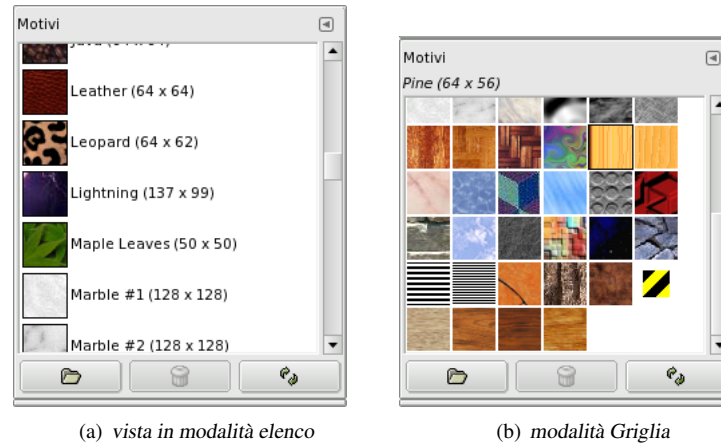 Motivi
Leather (64 x 64)
Leopard (64 x 62)
Lightning (137 x 99)
Maple Leaves (50 x 50)
Marble #1 (128 x 128)
Marble #2 (128 x 128)
(a) vista in modalità elenco
Motivi
Pine (64 x 56)
(b) modalità Griglia